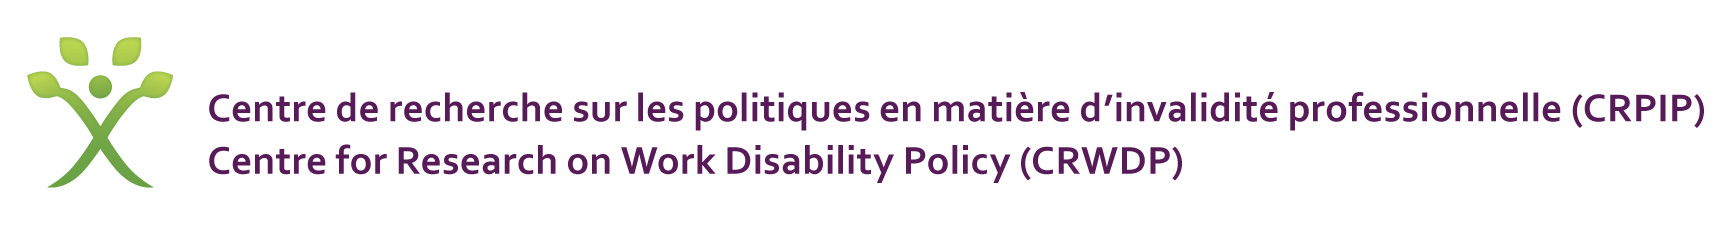 Centre de recherche sur les politiques en matière d’invalidité professionnelle (CRPIP)
Centre for Research on Work Disability Policy (CRWDP)